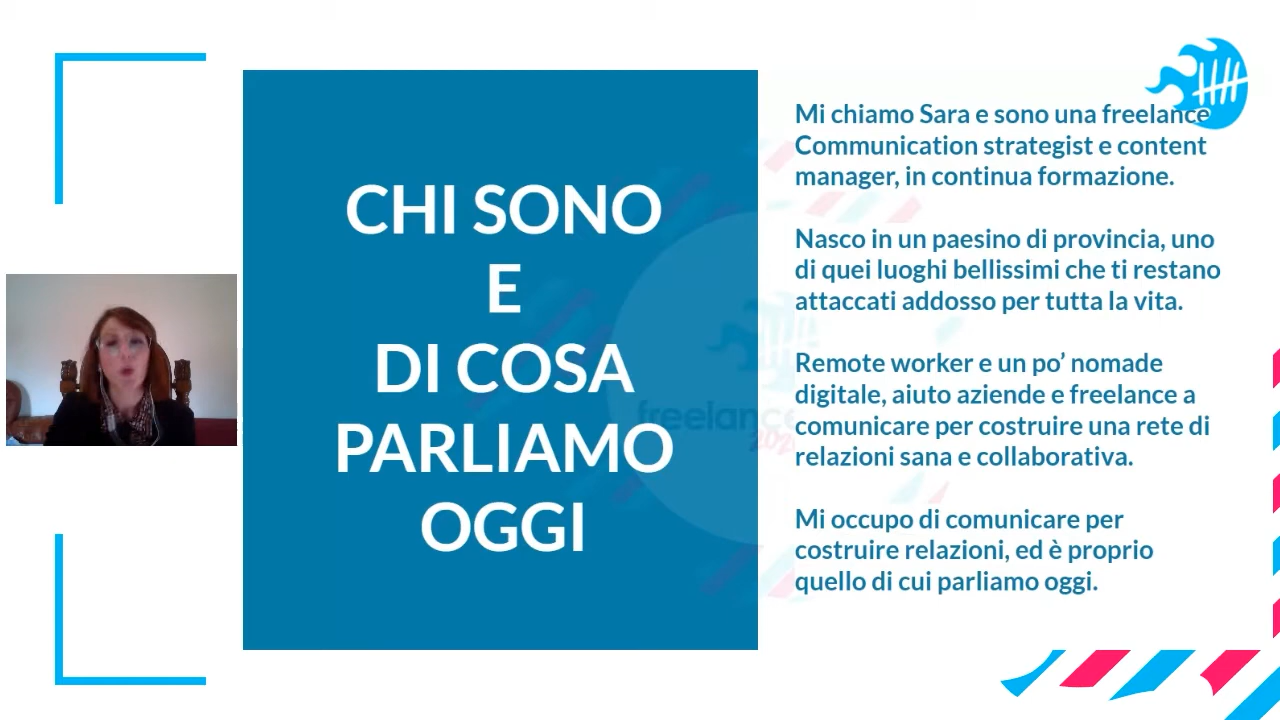 CHI SONO
E
DI COSA
PARLIAMO
OGGI
Mi chiamo Sara e sono una freelance
Communication strategist e content
manager, in continua formazione.
Nasco in un paesino di provincia, uno
di quei luoghi bellissimi che ti restano
attaccati addosso per tutta la vita.
Remote worker e un po’ nomade
digitale, aiuto aziende e freelance a
comunicare per costruire una rete di
relazioni sana e collaborativa.
Mi occupo di comunicare per
costruire relazioni, ed è proprio
quello di cui parliamo oggi.
freelance